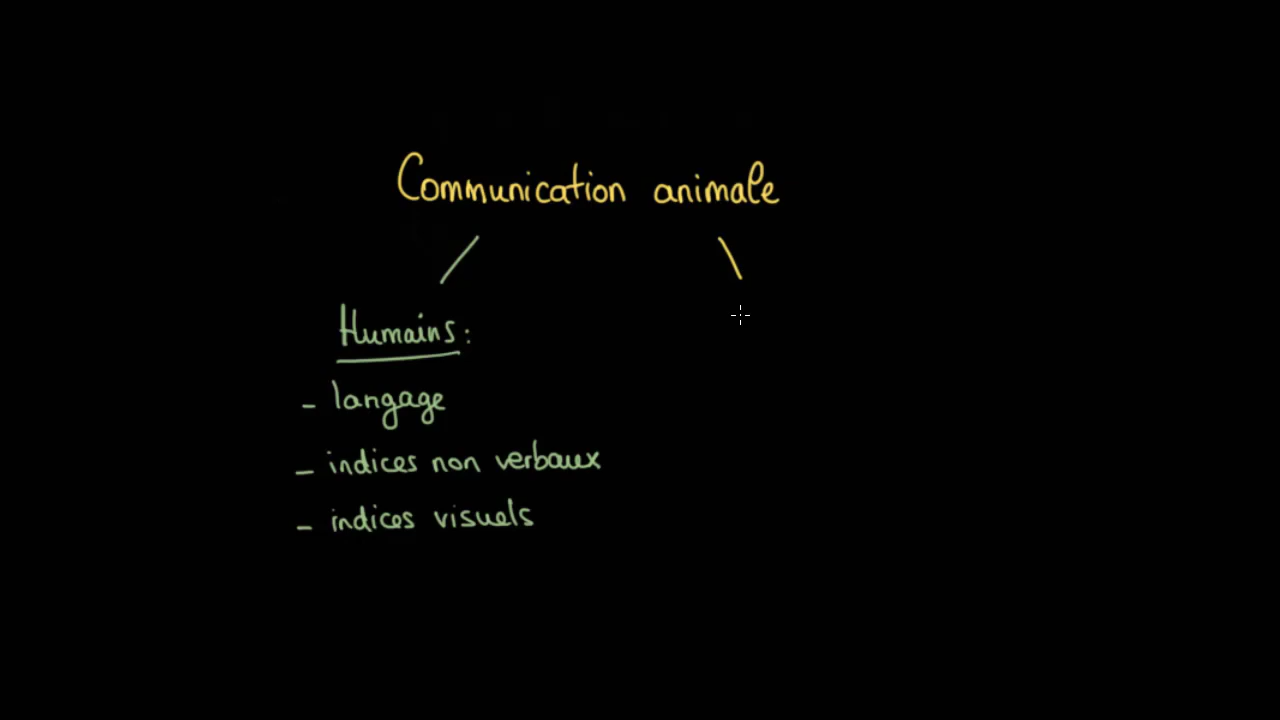 Communication animale
Humains:
- langage
- indices non verbaux
- indices visuels